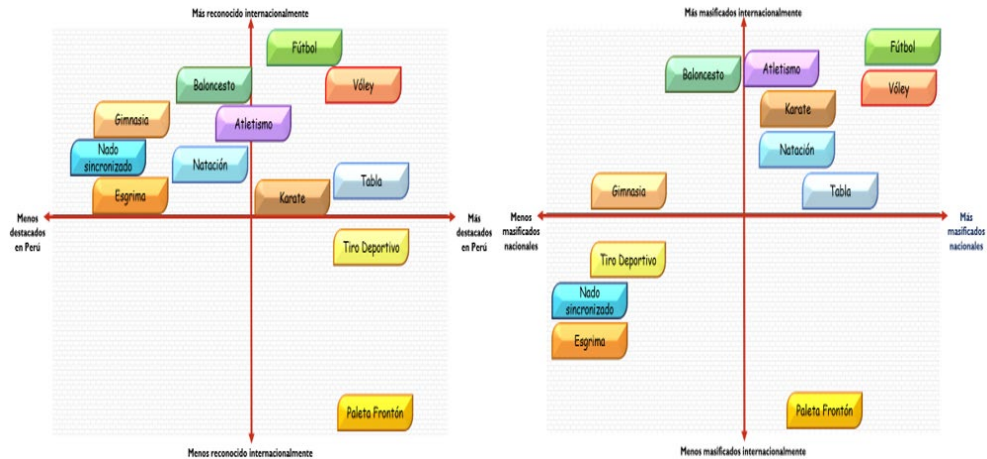 Más reconocido internacionalmente
Fútbol
Baloncesto
Vóley
Gimnasia
Atletismo
Nado
sincronizado
Natación
Tabla
Esgrima
Karate
Menos
destacados
en Perú
Más
destacados
en Perú
Tiro Deportivo
Paleta Frontón
Menos reconocido internacionalmente
Más masificados internacionalmente
Fútbol
Baloncesto
Atletismo
Vóley
Karate
Natación
Gimnasia
Tabla
Menos
masificados
nacionales
Más
masificados
nacionales
Tiro Deportivo
Nado
sincronizado
Esgrima
Paleta Frontón
Menos masificados internacionalmente